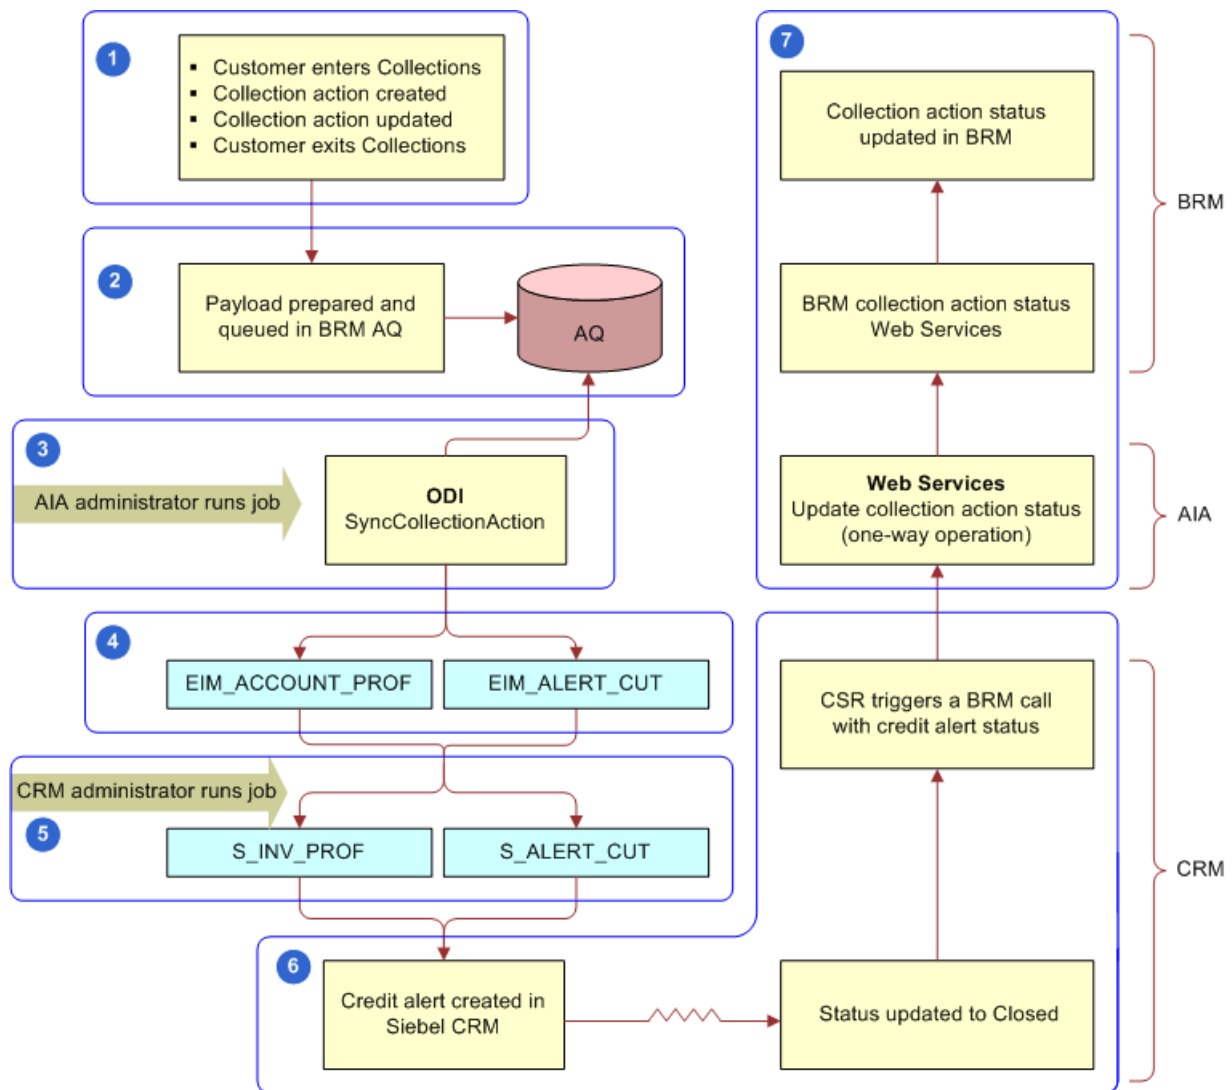 1
▪ Customer enters Collections
▪ Collection action created
▪ Collection action updated
▪ Customer exits Collections
2
Payload prepared and
queued in BRM AQ
AQ
3
AIA administrator runs job
ODI
SyncCollectionAction
4
EIM_ACCOUNT_PROF
EIM_ALERT_CUT
CRM administrator runs job
5
S_INV_PROF
S_ALERT_CUT
6
Credit alert created in
Siebel CRM
Status updated to Closed
CSR triggers a BRM call
with credit alert status
CRM
7
Collection action status
updated in BRM
BRM collection action status
Web Services
BRM
Web Services
Update collection action status
(one-way operation)
AIA